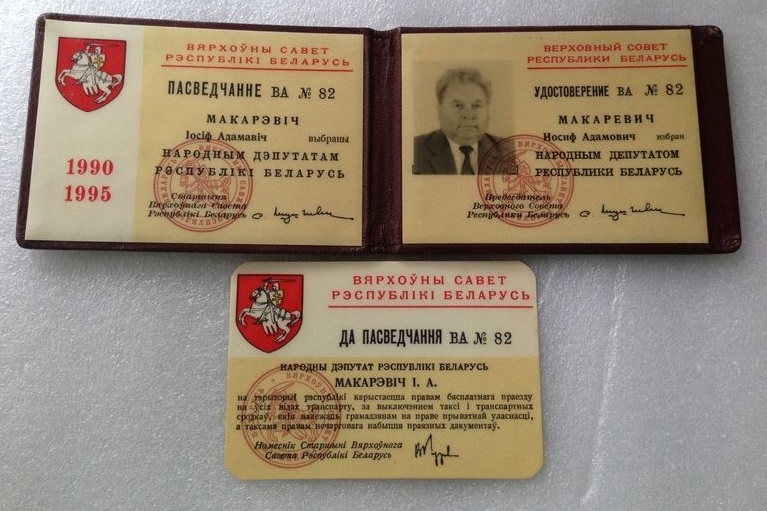 ВЯРХОЎНЫ САВЕТ
РЭСПУБЛІКІ БЕЛАРУСЬ
ПАСВЕДЧАННЕ ВА № 82
МАКАРЭВІЧ
Іосіф Адамавіч выбраны
НАРОДНЫМ ДЭПУТАТАМ
РЭСПУБЛІКІ БЕЛАРУСЬ
1990
1995
Старшыня
Вярхоўнага Савета
Рэспублікі Беларусь
ВЕРХОВНЫЙ СОВЕТ
РЕСПУБЛИКИ БЕЛАРУСЬ
УДОСТОВЕРЕНИЕ ВА № 82
МАКАРЕВИЧ
Иосиф Адамович избран
НАРОДНЫМ ДЕПУТАТОМ
РЕСПУБЛИКИ БЕЛАРУСЬ
Председатель
Верховного Совета
Республики Беларусь
ВЯРХОЎНЫ САВЕТ
РЭСПУБЛІКІ БЕЛАРУСЬ
ДА ПАСВЕДЧАННЯ ВА № 82
НАРОДНЫ ДЭПУТАТ РЭСПУБЛІКІ БЕЛАРУСЬ
МАКАРЭВІЧ І. А.
на тэрыторыі рэспублікі карыстаецца правам бясплатнага праезду
на ўсіх відах транспарту, за выключэннем таксі і транспартных
сродкаў, якія належаць грамадзянам на праве прыватнай уласнасці,
а таксама правам нечарговага набыцця праязных дакументаў.
Намеснік Старшыні Вярхоўнага
Савета Рэспублікі Беларусь